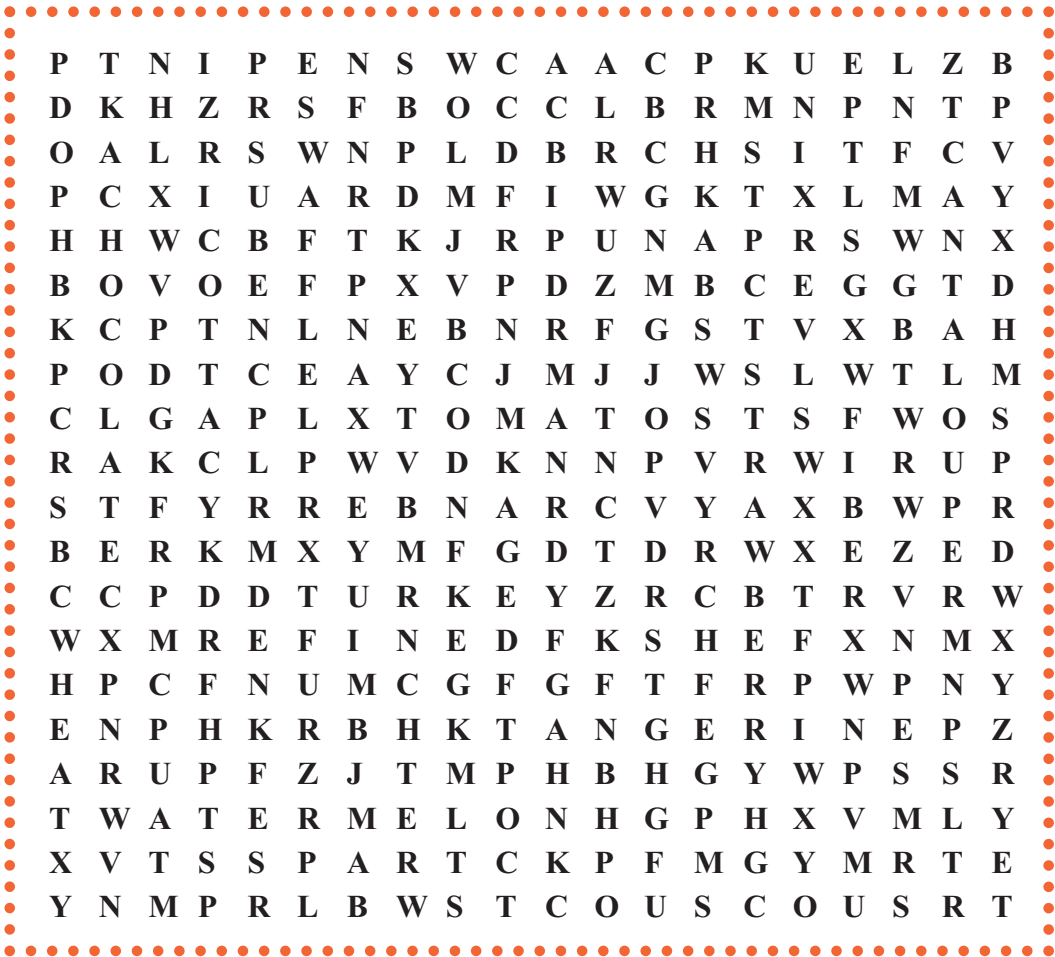 P T N I P E N S W C A A C P K U E L Z B
D K H Z R S F B O C C L B R M N P N T P
O A L R S W N P L D B R C H S I T F C V
P C X I U A R D M F I W G K T X L M A Y
H H W C B F T K J R P U N A P R S W N X
B O V O E F P X V P D Z M B C E G G T D
K C P T N L N E B N R F G S T V X B A H
P O D T C E A Y C J M J J W S L W T L M
C L G A P L X T O M A T O S T S F W O S
R A K C L P W V D K N N P V R W I R U P
S T F Y R R E B N A R C V Y A X B W P R
B E R K M X Y M F G D T D R W X E Z E D
C C P D D T U R K E Y Z R C B T R V R W
W X M R E F I N E D F K S H E F X N M X
H P C F N U M C G F G F T F R P W P N Y
E N P H K R B H K T A N G E R I N E P Z
A R U P F Z J T M P H B H G Y W P S S R
T W A T E R M E L O N H G P H X V M L Y
X V T S S P A R T C K P F M G Y M R T E
Y N M P R L B W S T C O U S C O U S R T